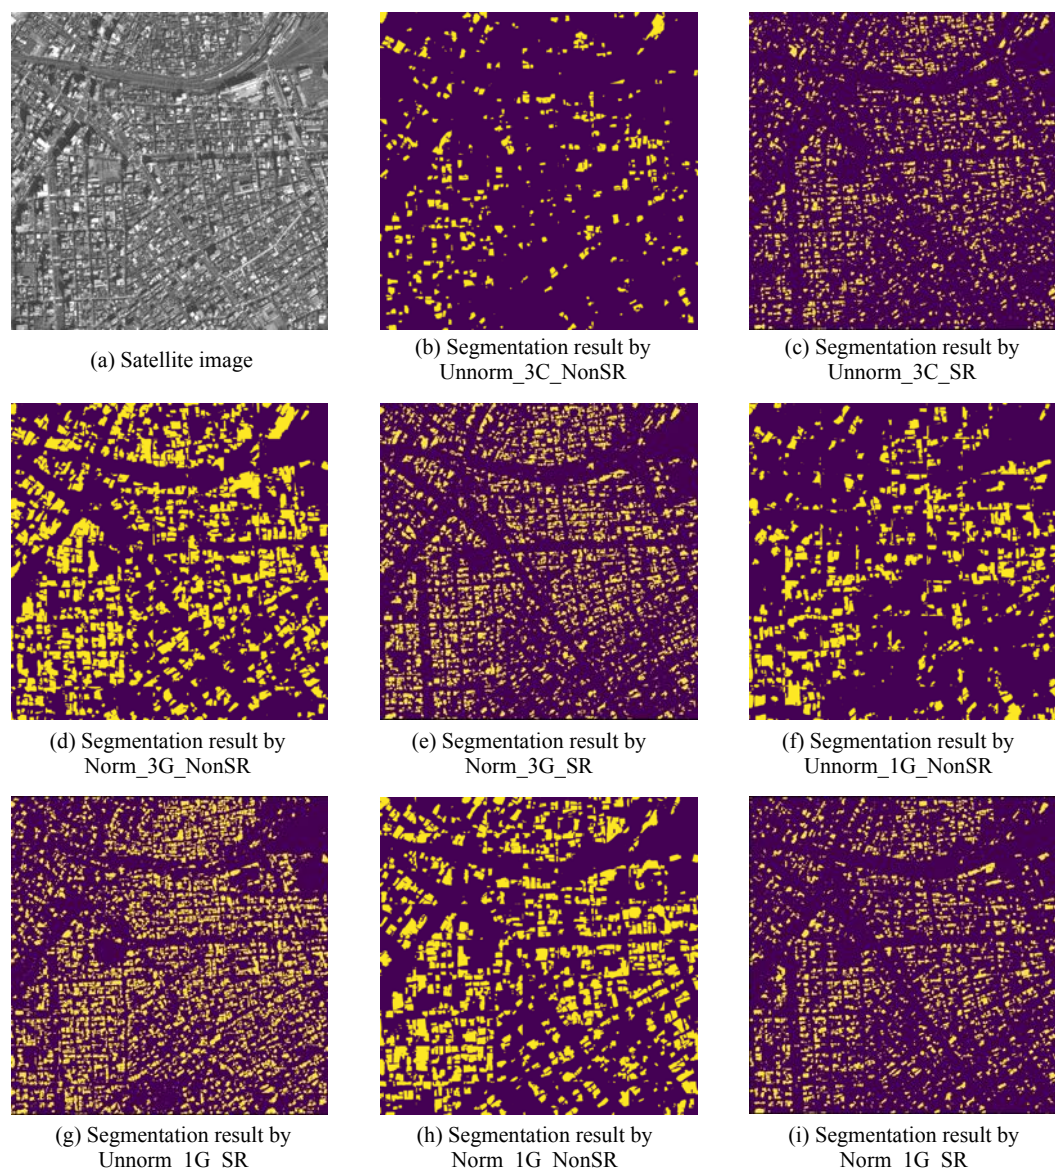 (a) Satellite image
(b) Segmentation result by
Unnorm_3C_NonSR
(c) Segmentation result by
Unnorm_3C_SR
(d) Segmentation result by
Norm_3G_NonSR
(e) Segmentation result by
Norm_3G_SR
(f) Segmentation result by
Unnorm_1G_NonSR
(g) Segmentation result by
Unnorm_1G_SR
(h) Segmentation result by
Norm_1G_NonSR
(i) Segmentation result by
Norm_1G_SR